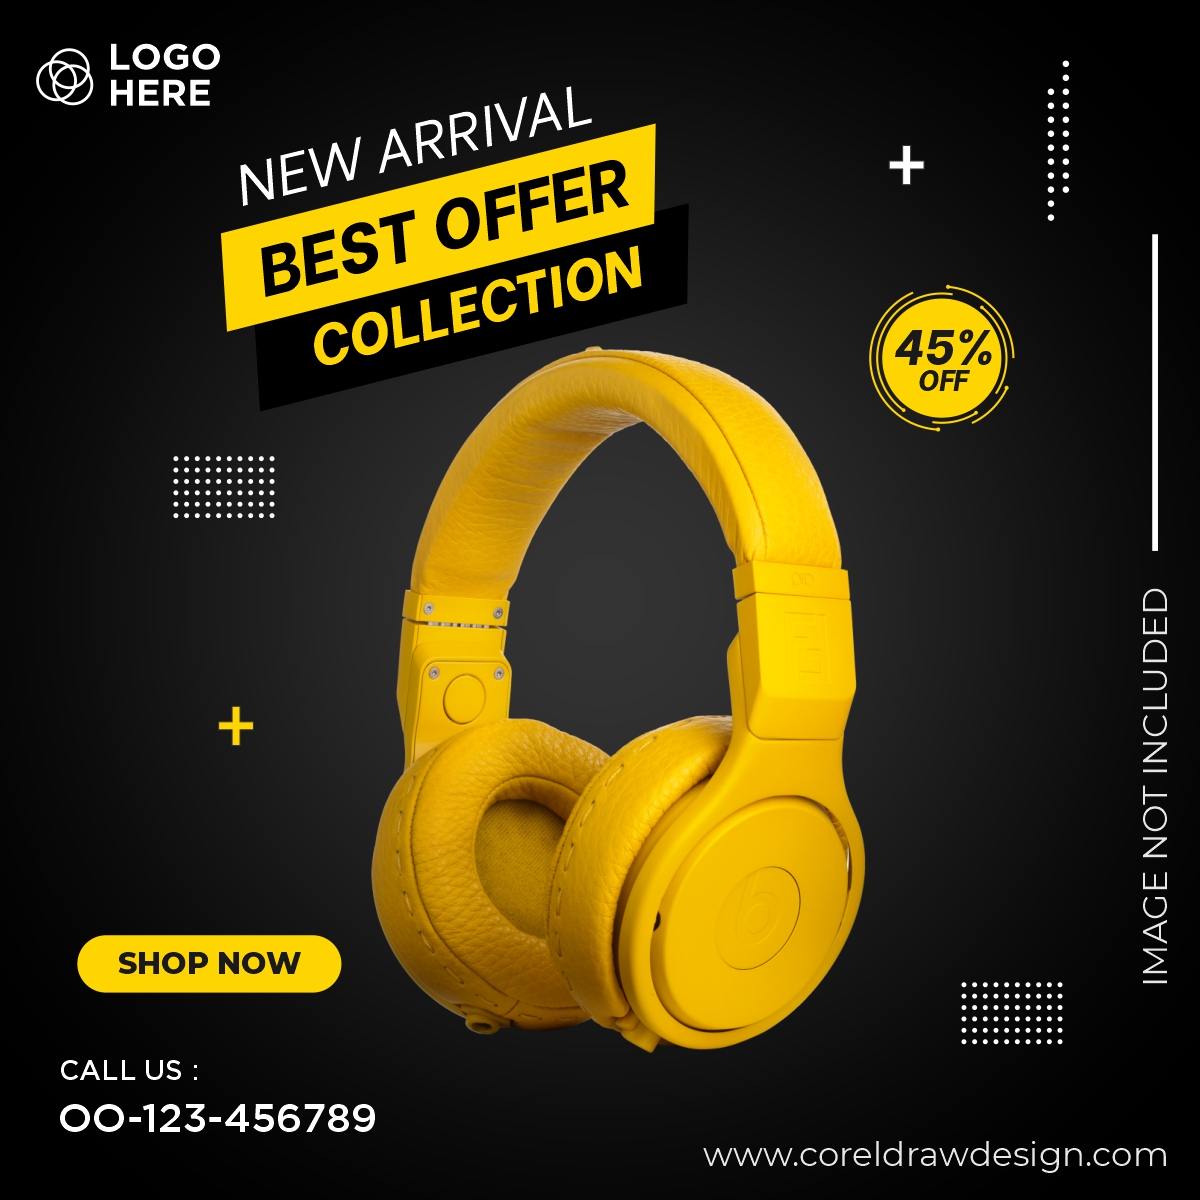 LOGO
HERE
NEW ARRIVAL
BEST OFFER
COLLECTION
45%
OFF
IMAGE NOT INCLUDED
SHOP NOW
CALL US :
OO-123-456789
www.coreldrawdesign.com